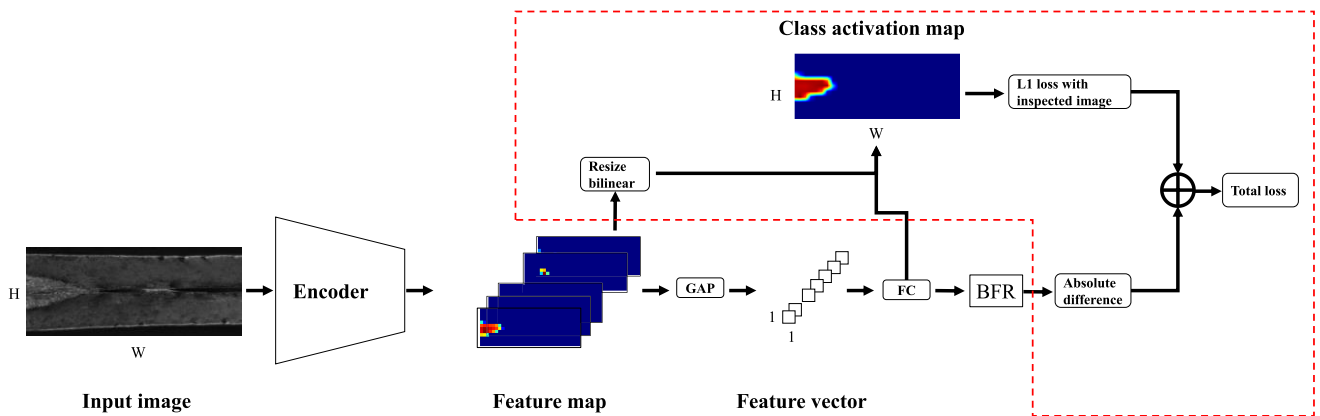 Class activation map
H
L1 loss with
inspected image
W
Resize
bilinear
Total loss
H
Encoder
GAP
FC
BFR
Absolute
difference
1
1
W
Input image
Feature map
Feature vector